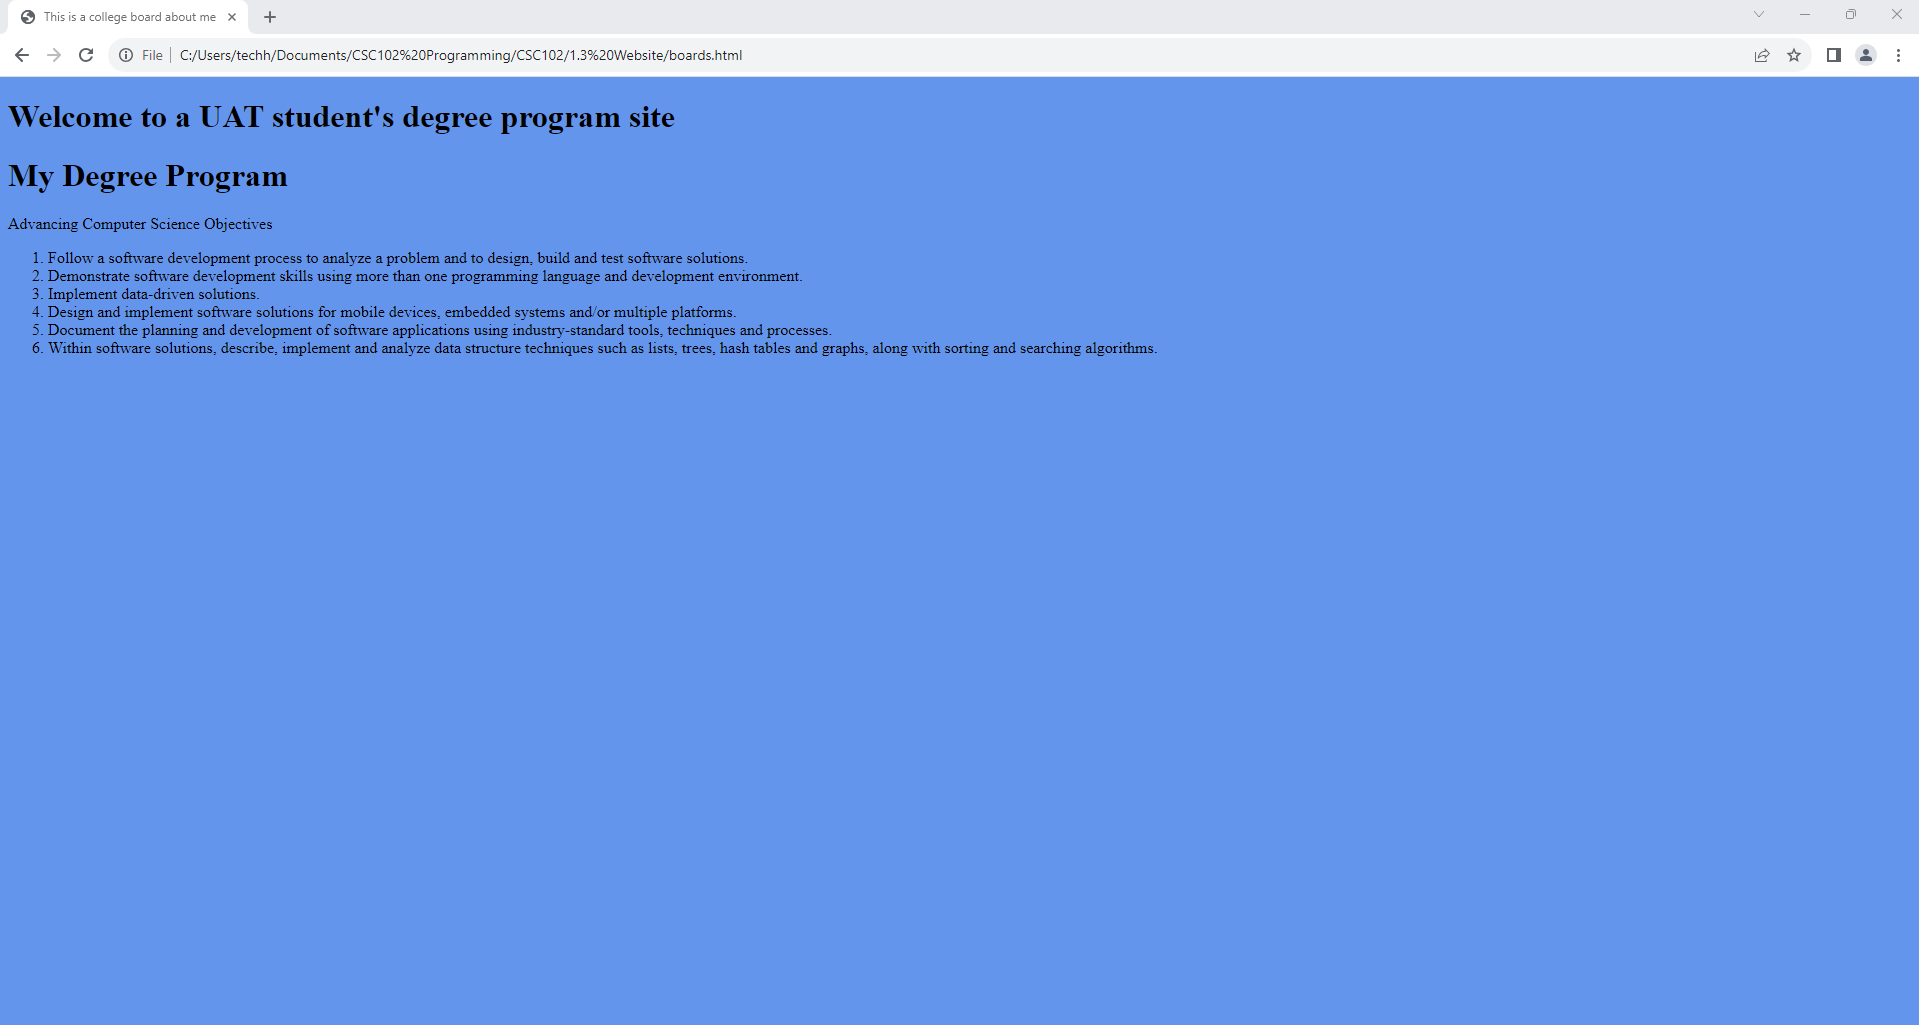 This is a college board about me
File C:/Users/techh/Documents/CSC102%20Programming/CSC102/1.3%20Website/boards.html
Welcome to a UAT student's degree program site
My Degree Program
Advancing Computer Science Objectives
1. Follow a software development process to analyze a problem and to design, build and test software solutions.
2. Demonstrate software development skills using more than one programming language and development environment.
3. Implement data-driven solutions.
4. Design and implement software solutions for mobile devices, embedded systems and/or multiple platforms.
5. Document the planning and development of software applications using industry-standard tools, techniques and processes.
6. Within software solutions, describe, implement and analyze data structure techniques such as lists, trees, hash tables and graphs, along with sorting and searching algorithms.